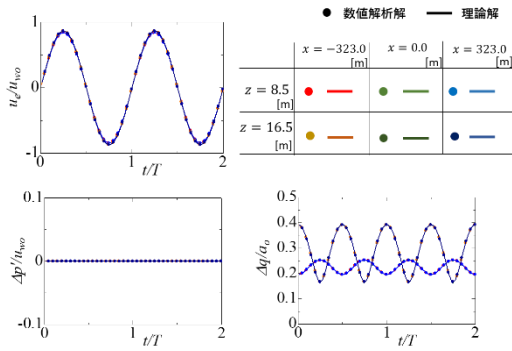 ● 数値解析解 — 理論解
x = −323.0 [m]
x = 0.0 [m]
x = 323.0 [m]
z = 8.5 [m]
z = 16.5 [m]
u_e/u_wo
1
0
-1
0 1 2
t/T
Δp'/u_wo
0.1
0
-0.1
0 1 2
t/T
Δq/a_o
0.5
0.4
0.3
0.2
0.1
0
0 1 2
t/T